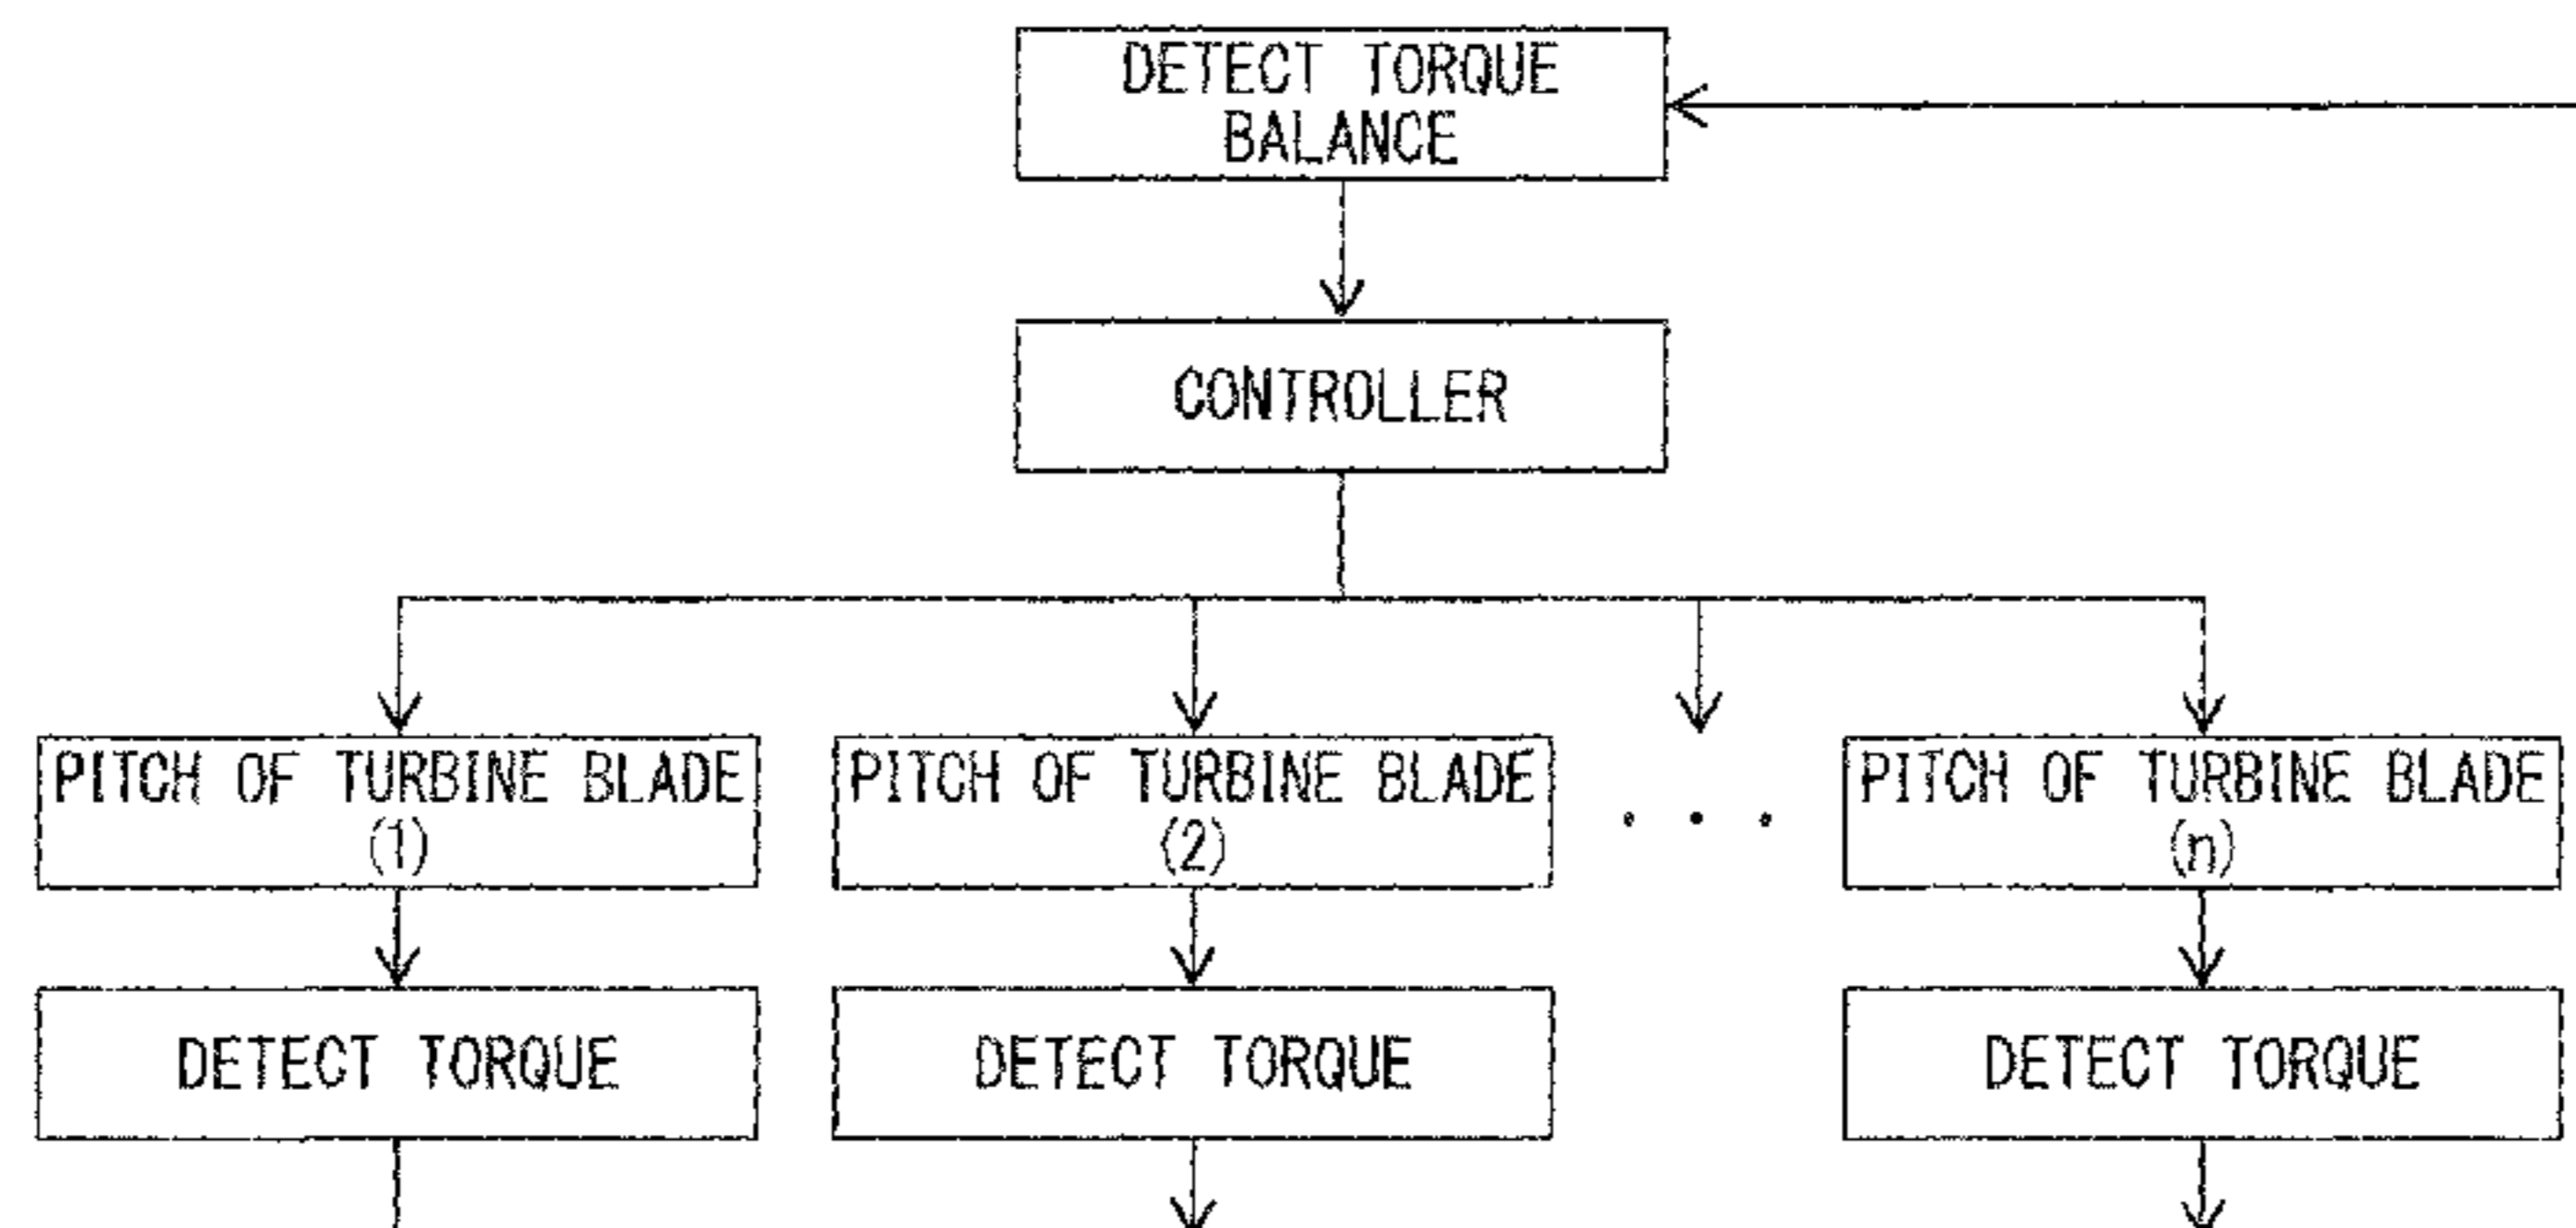 DETECT TORQUE
BALANCE
CONTROLLER
PITCH OF TURBINE BLADE
(1)
PITCH OF TURBINE BLADE
(2)
. . .
PITCH OF TURBINE BLADE
(n)
DETECT TORQUE
DETECT TORQUE
DETECT TORQUE